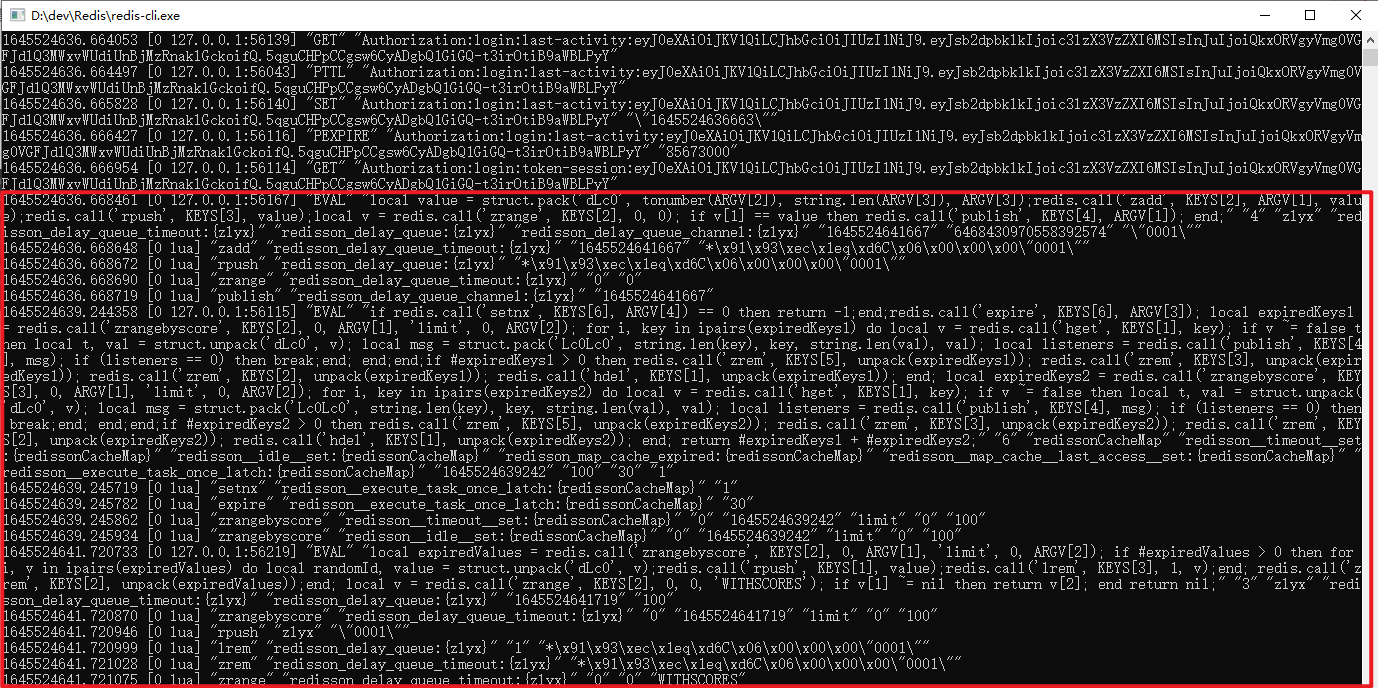 D:\dev\Redis\redis-cli.exe
1645524636.664053 [0 127.0.0.1:56139] "GET" "Authorization:login:last-activity:eyJ0eXAiOiJKV1QiLCJhbGciOiJIUzI1NiJ9.eyJsb2dpbklkIjoic3lzX3VzZXI6MSIsInJuIjoiQkxORVgyVmg0VG
FJd1Q3MWxvWUdiUnBjMzRnak1GckoifQ.5qguCHPpCCgsw6CyADgbQ1GiGQ-t3irOtiB9aWBLPyY"
1645524636.664497 [0 127.0.0.1:56043] "PTTL" "Authorization:login:last-activity:eyJ0eXAiOiJKV1QiLCJhbGciOiJIUzI1NiJ9.eyJsb2dpbklkIjoic3lzX3VzZXI6MSIsInJuIjoiQkxORVgyVmg0V
GFJd1Q3MWxvWUdiUnBjMzRnak1GckoifQ.5qguCHPpCCgsw6CyADgbQ1GiGQ-t3irOtiB9aWBLPyY"
1645524636.665828 [0 127.0.0.1:56140] "SET" "Authorization:login:last-activity:eyJ0eXAiOiJKV1QiLCJhbGciOiJIUzI1NiJ9.eyJsb2dpbklkIjoic3lzX3VzZXI6MSIsInJuIjoiQkxORVgyVmg0VG
FJd1Q3MWxvWUdiUnBjMzRnak1GckoifQ.5qguCHPpCCgsw6CyADgbQ1GiGQ-t3irOtiB9aWBLPyY" "\"1645524636663\""
1645524636.666427 [0 127.0.0.1:56116] "PEXPIRE" "Authorization:login:last-activity:eyJ0eXAiOiJKV1QiLCJhbGciOiJIUzI1NiJ9.eyJsb2dpbklkIjoic3lzX3VzZXI6MSIsInJuIjoiQkxORVgyVm
g0VGFJd1Q3MWxvWUdiUnBjMzRnak1GckoifQ.5qguCHPpCCgsw6CyADgbQ1GiGQ-t3irOtiB9aWBLPyY" "85673000"
1645524636.666954 [0 127.0.0.1:56114] "GET" "Authorization:login:token-session:eyJ0eXAiOiJKV1QiLCJhbGciOiJIUzI1NiJ9.eyJsb2dpbklkIjoic3lzX3VzZXI6MSIsInJuIjoiQkxORVgyVmg0VG
FJd1Q3MWxvWUdiUnBjMzRnak1GckoifQ.5qguCHPpCCgsw6CyADgbQ1GiGQ-t3irOtiB9aWBLPyY"
1645524636.668461 [0 127.0.0.1:56167] "EVAL" "local value = struct.pack('dLc0', tonumber(ARGV[2]), string.len(ARGV[3]), ARGV[3]);redis.call('zadd', KEYS[2], ARGV[1], valu
e);redis.call('rpush', KEYS[3], value);local v = redis.call('zrange', KEYS[2], 0, 0); if v[1] == value then redis.call('publish', KEYS[4], ARGV[1]); end;" "4" "zlyx" "red
isson_delay_queue_timeout:{zlyx}" "redisson_delay_queue:{zlyx}" "redisson_delay_queue_channel:{zlyx}" "1645524641667" "6468430970558392574" "\"0001\""
1645524636.668648 [0 lua] "zadd" "redisson_delay_queue_timeout:{zlyx}" "1645524641667" "*\x91\x93\xec\x1eq\xd6C\x06\x00\x00\x00\"0001\""
1645524636.668672 [0 lua] "rpush" "redisson_delay_queue:{zlyx}" "*\x91\x93\xec\x1eq\xd6C\x06\x00\x00\x00\"0001\""
1645524636.668690 [0 lua] "zrange" "redisson_delay_queue_timeout:{zlyx}" "0" "0"
1645524636.668719 [0 lua] "publish" "redisson_delay_queue_channel:{zlyx}" "1645524641667"
1645524639.244358 [0 127.0.0.1:56115] "EVAL" "if redis.call('setnx', KEYS[6], ARGV[4]) == 0 then return -1;end;redis.call('expire', KEYS[6], ARGV[3]); local expiredKeys1
= redis.call('zrangebyscore', KEYS[2], 0, ARGV[1], 'limit', 0, ARGV[2]); for i, key in ipairs(expiredKeys1) do local v = redis.call('hget', KEYS[1], key); if v ~= false t
hen local t, val = struct.unpack('dLc0', v); local msg = struct.pack('Lc0Lc0', string.len(key), key, string.len(val), val); local listeners = redis.call('publish', KEYS[4
], msg); if (listeners == 0) then break;end; end;end;if #expiredKeys1 > 0 then redis.call('zrem', KEYS[5], unpack(expiredKeys1)); redis.call('zrem', KEYS[3], unpack(expir
edKeys1)); redis.call('zrem', KEYS[2], unpack(expiredKeys1)); redis.call('hdel', KEYS[1], unpack(expiredKeys1)); end; local expiredKeys2 = redis.call('zrangebyscore', KEY
S[3], 0, ARGV[1], 'limit', 0, ARGV[2]); for i, key in ipairs(expiredKeys2) do local v = redis.call('hget', KEYS[1], key); if v ~= false then local t, val = struct.unpack(
'dLc0', v); local msg = struct.pack('Lc0Lc0', string.len(key), key, string.len(val), val); local listeners = redis.call('publish', KEYS[4], msg); if (listeners == 0) then
break;end; end;end;if #expiredKeys2 > 0 then redis.call('zrem', KEYS[5], unpack(expiredKeys2)); redis.call('zrem', KEYS[3], unpack(expiredKeys2)); redis.call('zrem', KEY
S[2], unpack(expiredKeys2)); redis.call('hdel', KEYS[1], unpack(expiredKeys2)); end; return #expiredKeys1 + #expiredKeys2;" "6" "redissonCacheMap" "redisson__timeout__set
:{redissonCacheMap}" "redisson__idle__set:{redissonCacheMap}" "redisson_map_cache_expired:{redissonCacheMap}" "redisson__map_cache__last_access__set:{redissonCacheMap}" "
redisson__execute_task_once_latch:{redissonCacheMap}" "1645524639242" "100" "30" "1"
1645524639.245719 [0 lua] "setnx" "redisson__execute_task_once_latch:{redissonCacheMap}" "1"
1645524639.245782 [0 lua] "expire" "redisson__execute_task_once_latch:{redissonCacheMap}" "30"
1645524639.245862 [0 lua] "zrangebyscore" "redisson__timeout__set:{redissonCacheMap}" "0" "1645524639242" "limit" "0" "100"
1645524639.245934 [0 lua] "zrangebyscore" "redisson__idle__set:{redissonCacheMap}" "0" "1645524639242" "limit" "0" "100"
1645524641.720733 [0 127.0.0.1:56219] "EVAL" "local expiredValues = redis.call('zrangebyscore', KEYS[2], 0, ARGV[1], 'limit', 0, ARGV[2]); if #expiredValues > 0 then for
i, v in ipairs(expiredValues) do local randomId, value = struct.unpack('dLc0', v);redis.call('rpush', KEYS[1], value);redis.call('lrem', KEYS[3], 1, v);end; redis.call('z
rem', KEYS[2], unpack(expiredValues));end; local v = redis.call('zrange', KEYS[2], 0, 0, 'WITHSCORES'); if v[1] ~= nil then return v[2]; end return nil;" "3" "zlyx" "redi
sson_delay_queue_timeout:{zlyx}" "redisson_delay_queue:{zlyx}" "1645524641719" "100"
1645524641.720870 [0 lua] "zrangebyscore" "redisson_delay_queue_timeout:{zlyx}" "0" "1645524641719" "limit" "0" "100"
1645524641.720946 [0 lua] "rpush" "zlyx" "\"0001\""
1645524641.720999 [0 lua] "lrem" "redisson_delay_queue:{zlyx}" "1" "*\x91\x93\xec\x1eq\xd6C\x06\x00\x00\x00\"0001\""
1645524641.721028 [0 lua] "zrem" "redisson_delay_queue_timeout:{zlyx}" "*\x91\x93\xec\x1eq\xd6C\x06\x00\x00\x00\"0001\""
1645524641.721075 [0 lua] "zrange" "redisson_delay_queue_timeout:{zlyx}" "0" "0" "WITHSCORES"